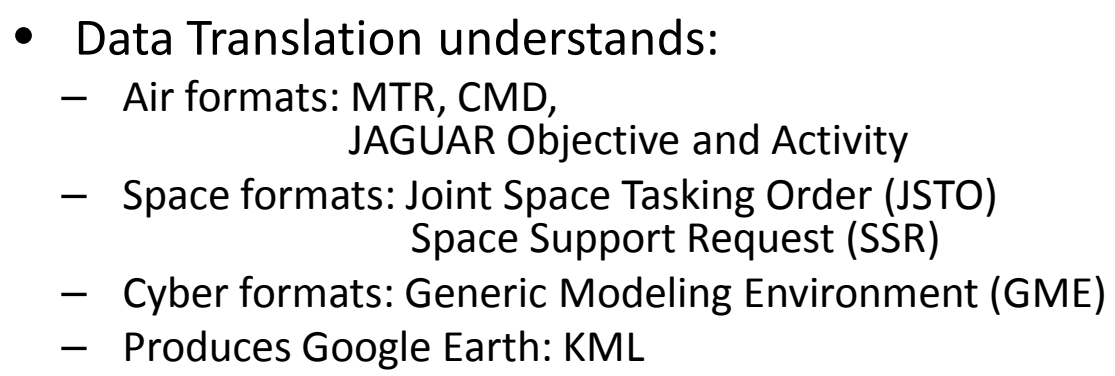 • Data Translation understands:
– Air formats: MTR, CMD,
JAGUAR Objective and Activity
– Space formats: Joint Space Tasking Order (JSTO)
Space Support Request (SSR)
– Cyber formats: Generic Modeling Environment (GME)
– Produces Google Earth: KML